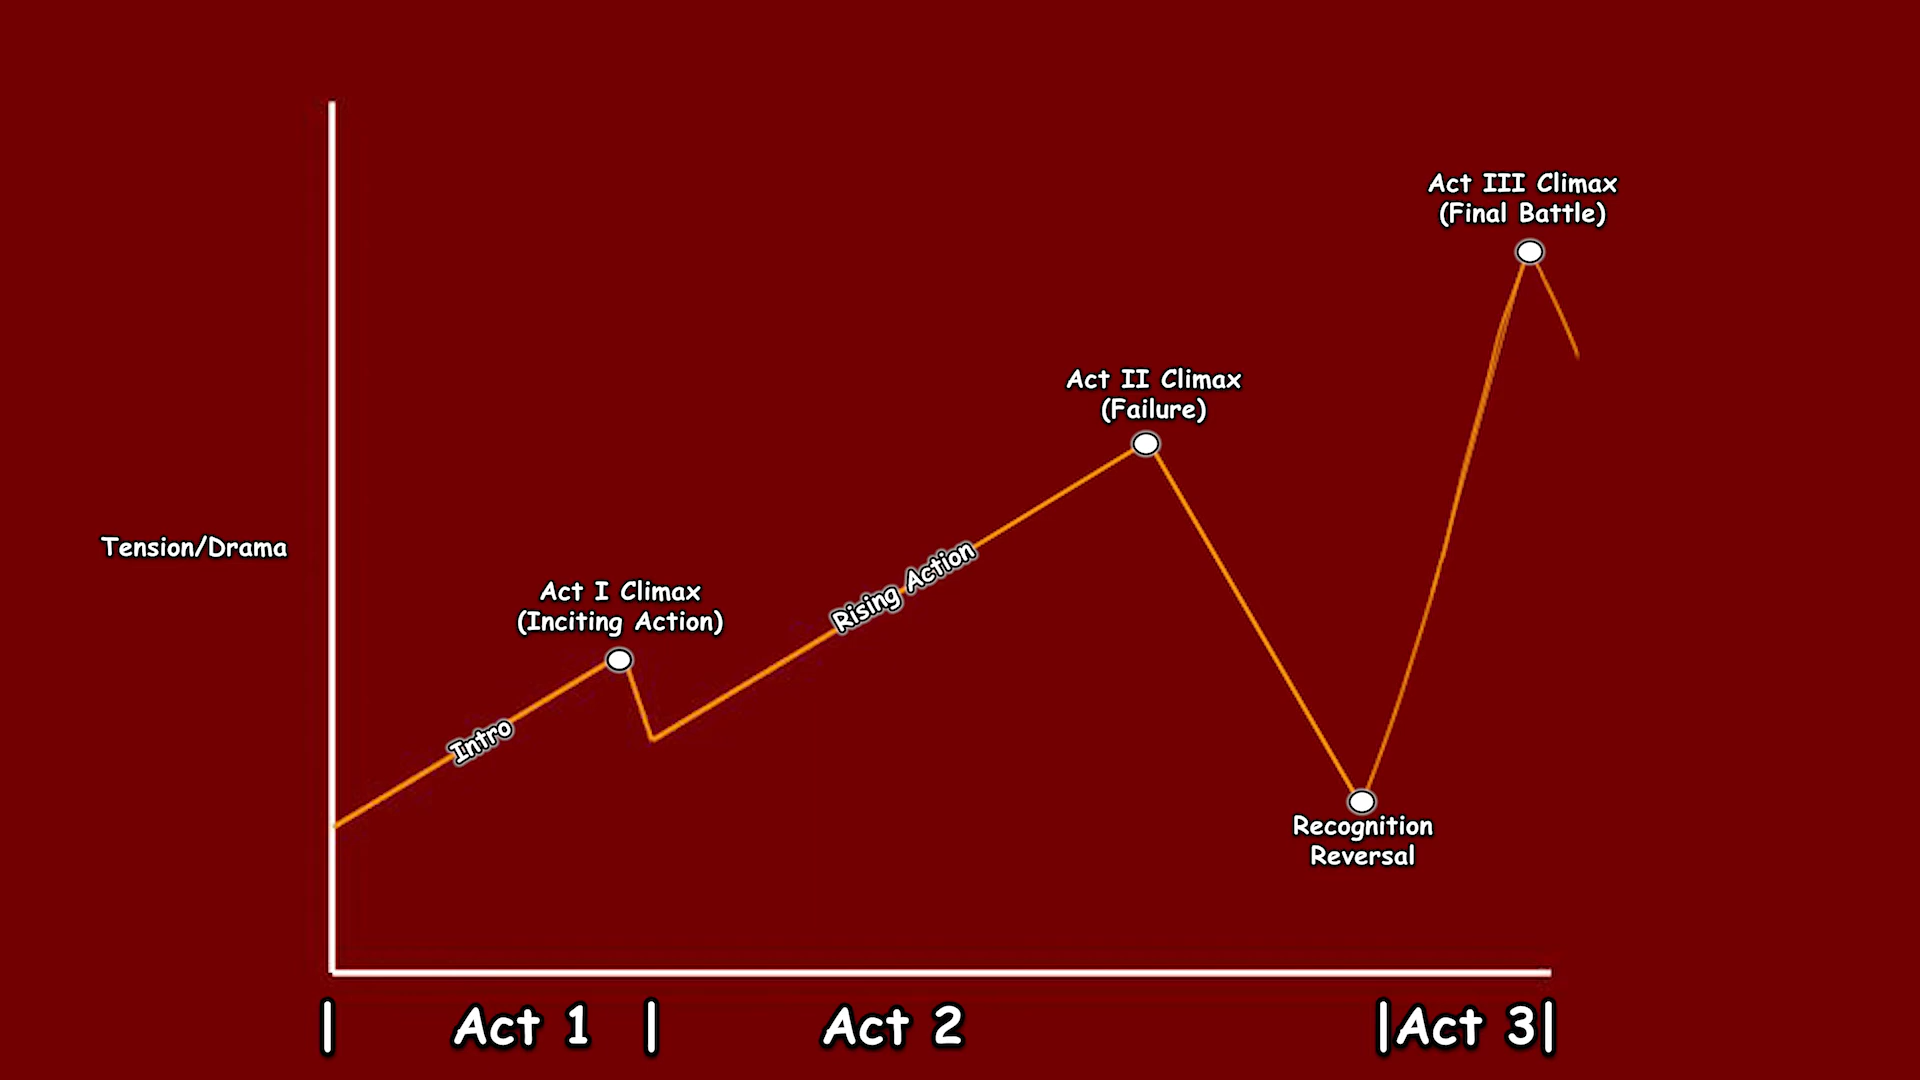 Act III Climax
(Final Battle)
Act II Climax
(Failure)
Tension/Drama
Rising Action
Act I Climax
(Inciting Action)
Intro
Recognition
Reversal
| Act 1 | Act 2 |Act 3|